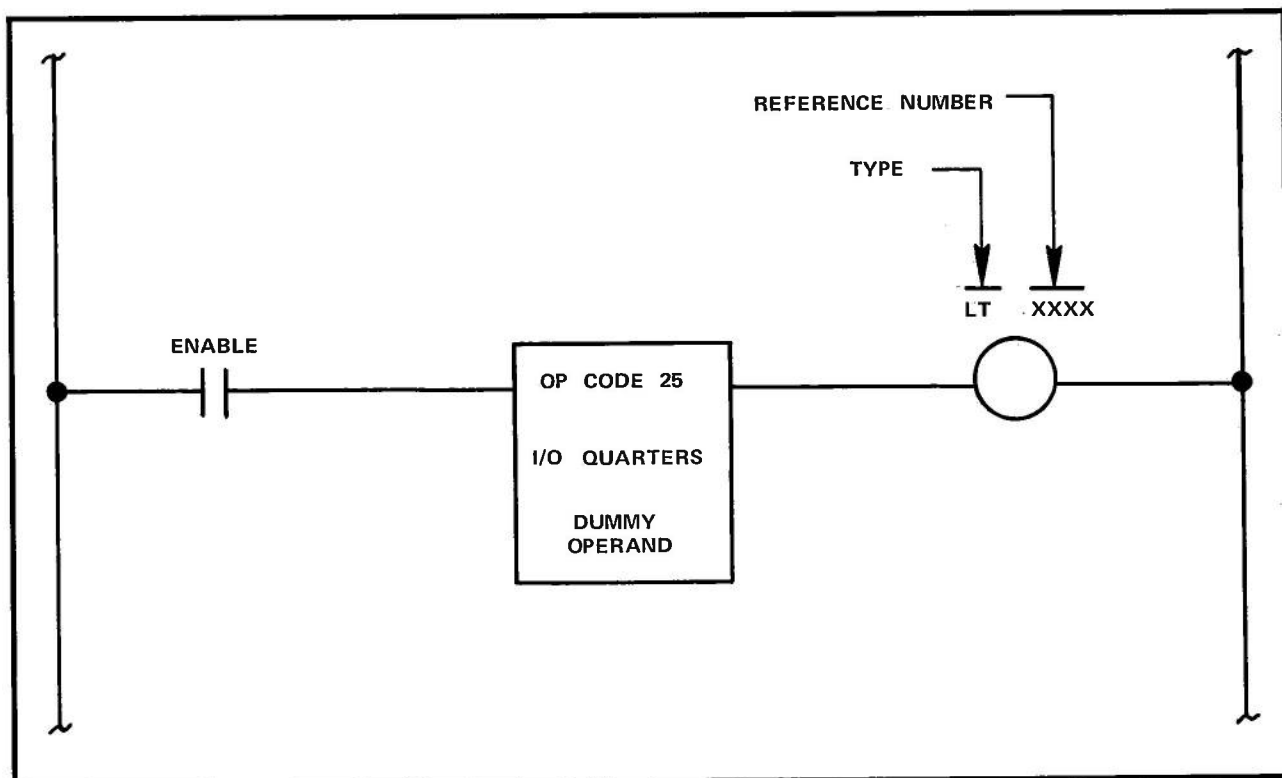 REFERENCE NUMBER
TYPE
LT XXXX
ENABLE
OP CODE 25
I/O QUARTERS
DUMMY
OPERAND